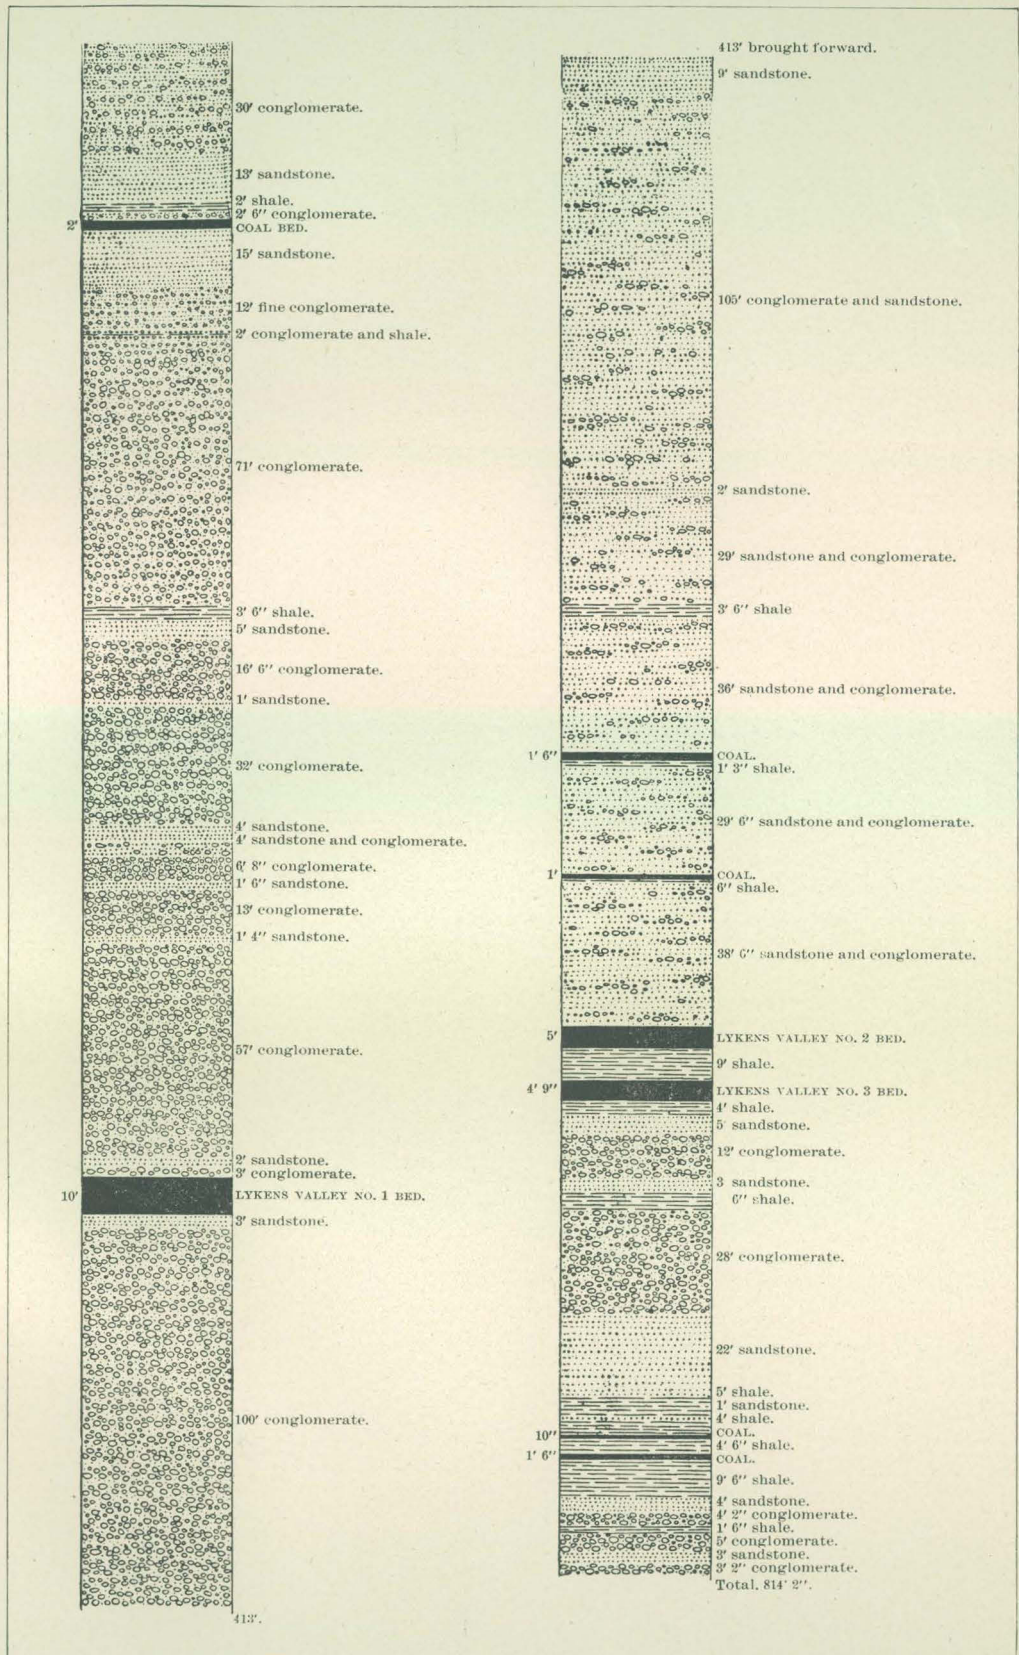 30' conglomerate.
13' sandstone.
2' shale.
2' 6" conglomerate.
2' COAL BED.
15' sandstone.
12' fine conglomerate.
2' conglomerate and shale.
71' conglomerate.
3' 6" shale.
5' sandstone.
16' 6" conglomerate.
1' sandstone.
32' conglomerate.
4' sandstone.
4' sandstone and conglomerate.
6' 8" conglomerate.
1' 6" sandstone.
13' conglomerate.
1' 4" sandstone.
57' conglomerate.
2' sandstone.
3' conglomerate.
10' LYKENS VALLEY NO. 1 BED.
3' sandstone.
100' conglomerate.
413'.
413' brought forward.
9' sandstone.
105' conglomerate and sandstone.
2' sandstone.
29' sandstone and conglomerate.
3' 6" shale
36' sandstone and conglomerate.
1' 6" COAL.
1' 3" shale.
29' 6" sandstone and conglomerate.
1' COAL.
6" shale.
38' 6" sandstone and conglomerate.
5' LYKENS VALLEY NO. 2 BED.
9' shale.
4' 9" LYKENS VALLEY NO. 3 BED.
4' shale.
5' sandstone.
12' conglomerate.
3 sandstone.
6" shale.
28' conglomerate.
22' sandstone.
5' shale.
1' sandstone.
4' shale.
10" COAL.
4' 6" shale.
1' 6" COAL.
9' 6" shale.
4' sandstone.
4' 2" conglomerate.
1' 6" shale.
5' conglomerate.
3' sandstone.
3' 2" conglomerate.
Total. 814' 2".